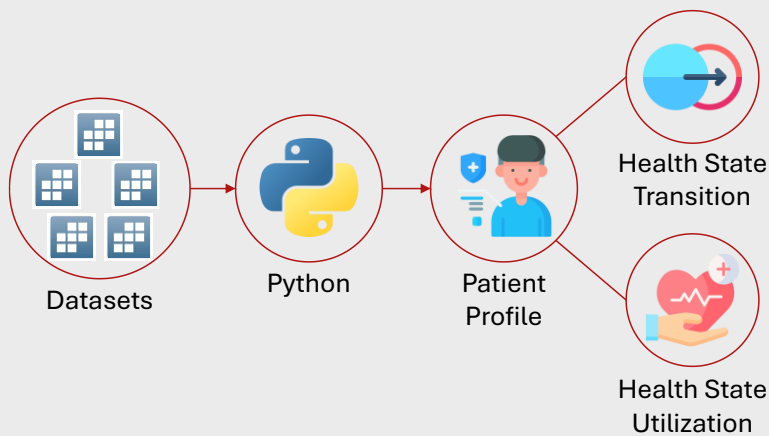 Datasets
Python
Patient
Profile
Health State
Transition
Health State
Utilization